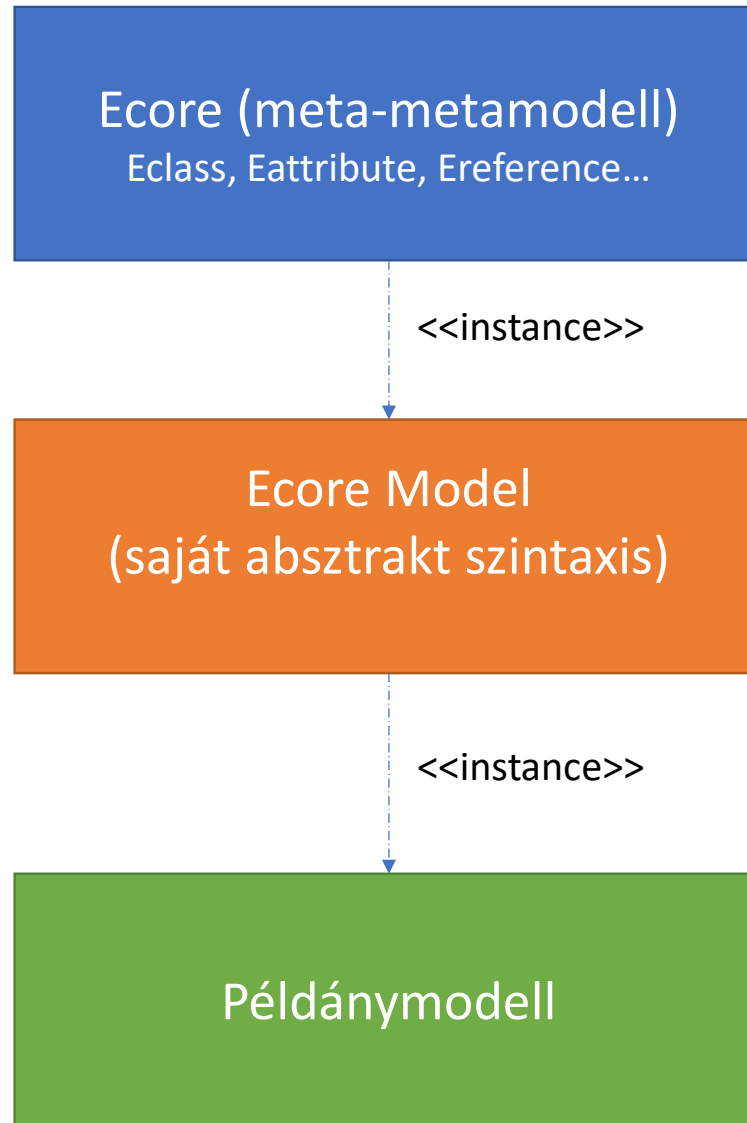 Ecore (meta-metamodell)
Eclass, Eattribute, Ereference…
<<instance>>
Ecore Model
(saját absztrakt szintaxis)
<<instance>>
Példánymodell